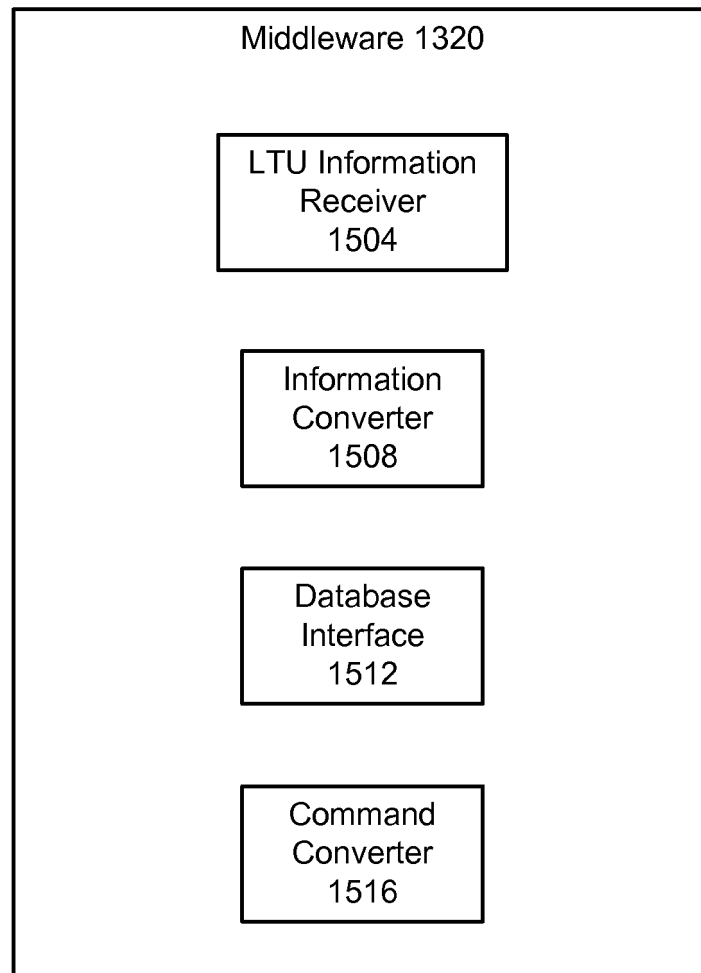 Middleware 1320
LTU Information
Receiver
1504
Information
Converter
1508
Database
Interface
1512
Command
Converter
1516